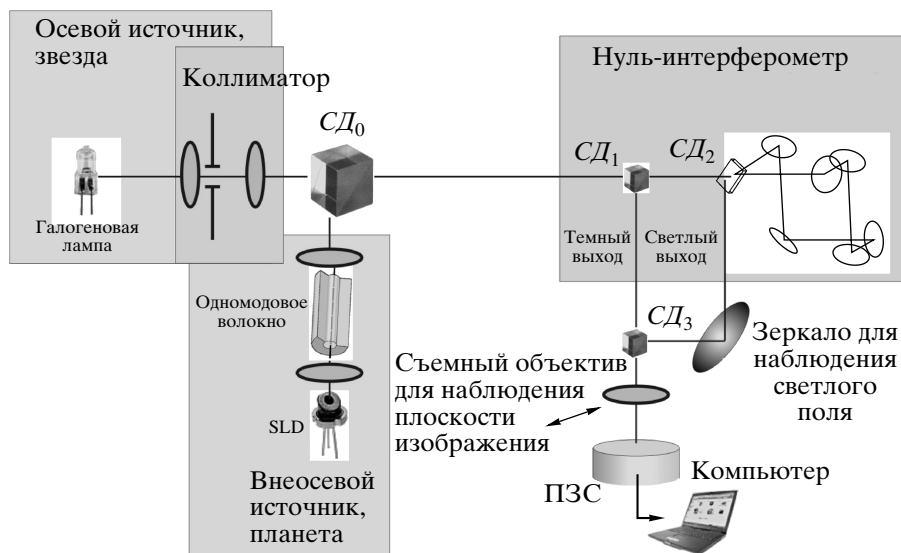 Осевой источник,
звезда
Коллиматор
СД₀
Галогеновая
лампа
Нуль-интерферометр
СД₁
СД₂
Темный
выход
Светлый
выход
Одномодовое
волокно
SLD
Внеосевой
источник,
планета
СД₃
Зеркало для
наблюдения
светлого
поля
Съемный объектив
для наблюдения
плоскости
изображения
ПЗС
Компьютер